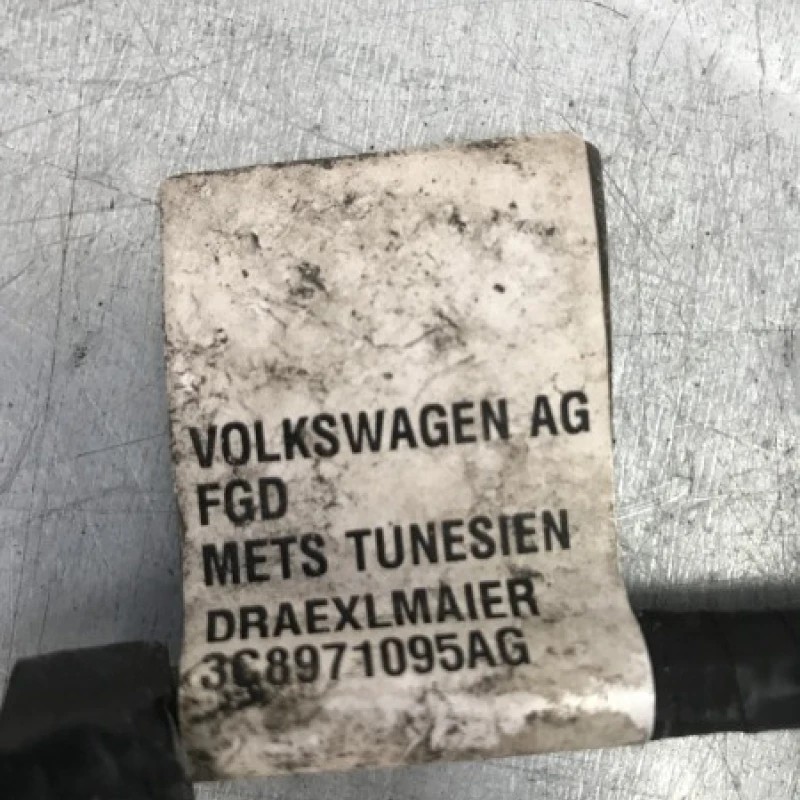 VOLKSWAGEN AG
FGD
METS TUNESIEN
DRAEXLMAIER
3C8971095AG